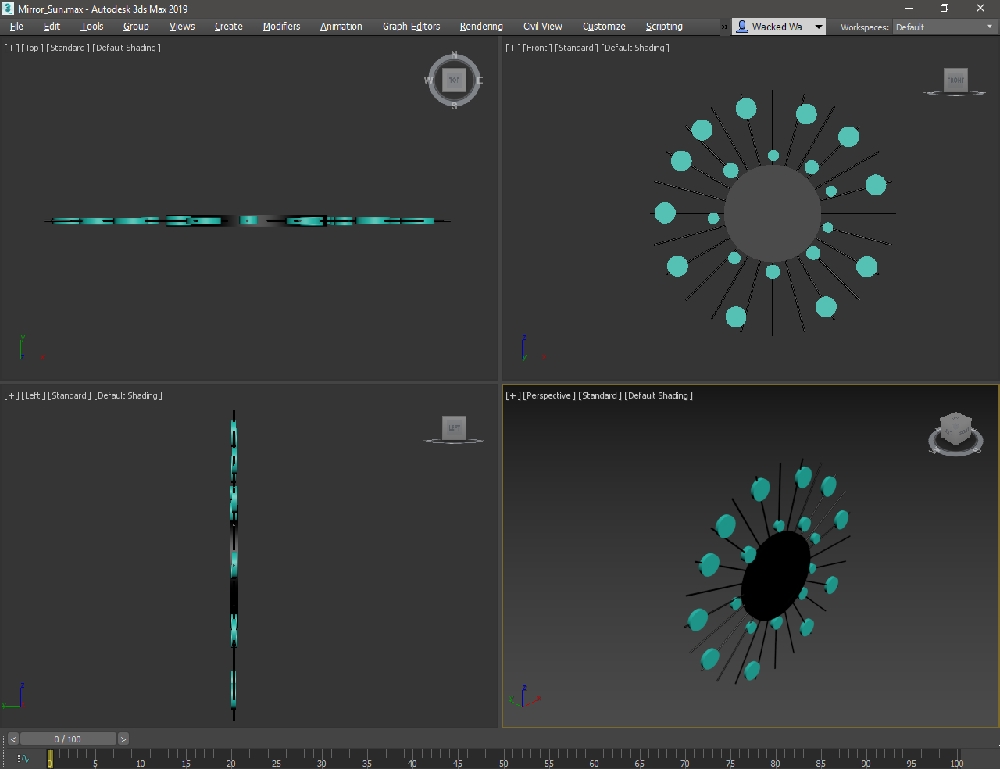 Mirror_Sun.max - Autodesk 3ds Max 2019
File Edit Tools Group Views Create Modifiers Animation Graph Editors Rendering Civil View Customize Scripting » Wacked Wa Workspaces: Default
[+] [Top] [Standard] [Default Shading]
N
W TOP E
S
[+] [Front] [Standard] [Default Shading]
FRONT
z
y x
y
z x
[+] [Left] [Standard] [Default Shading]
LEFT
z
[+] [Perspective] [Standard] [Default Shading]
z
< 0 / 100 >
0 5 10 15 20 25 30 35 40 45 50 55 60 65 70 75 80 85 90 95 100